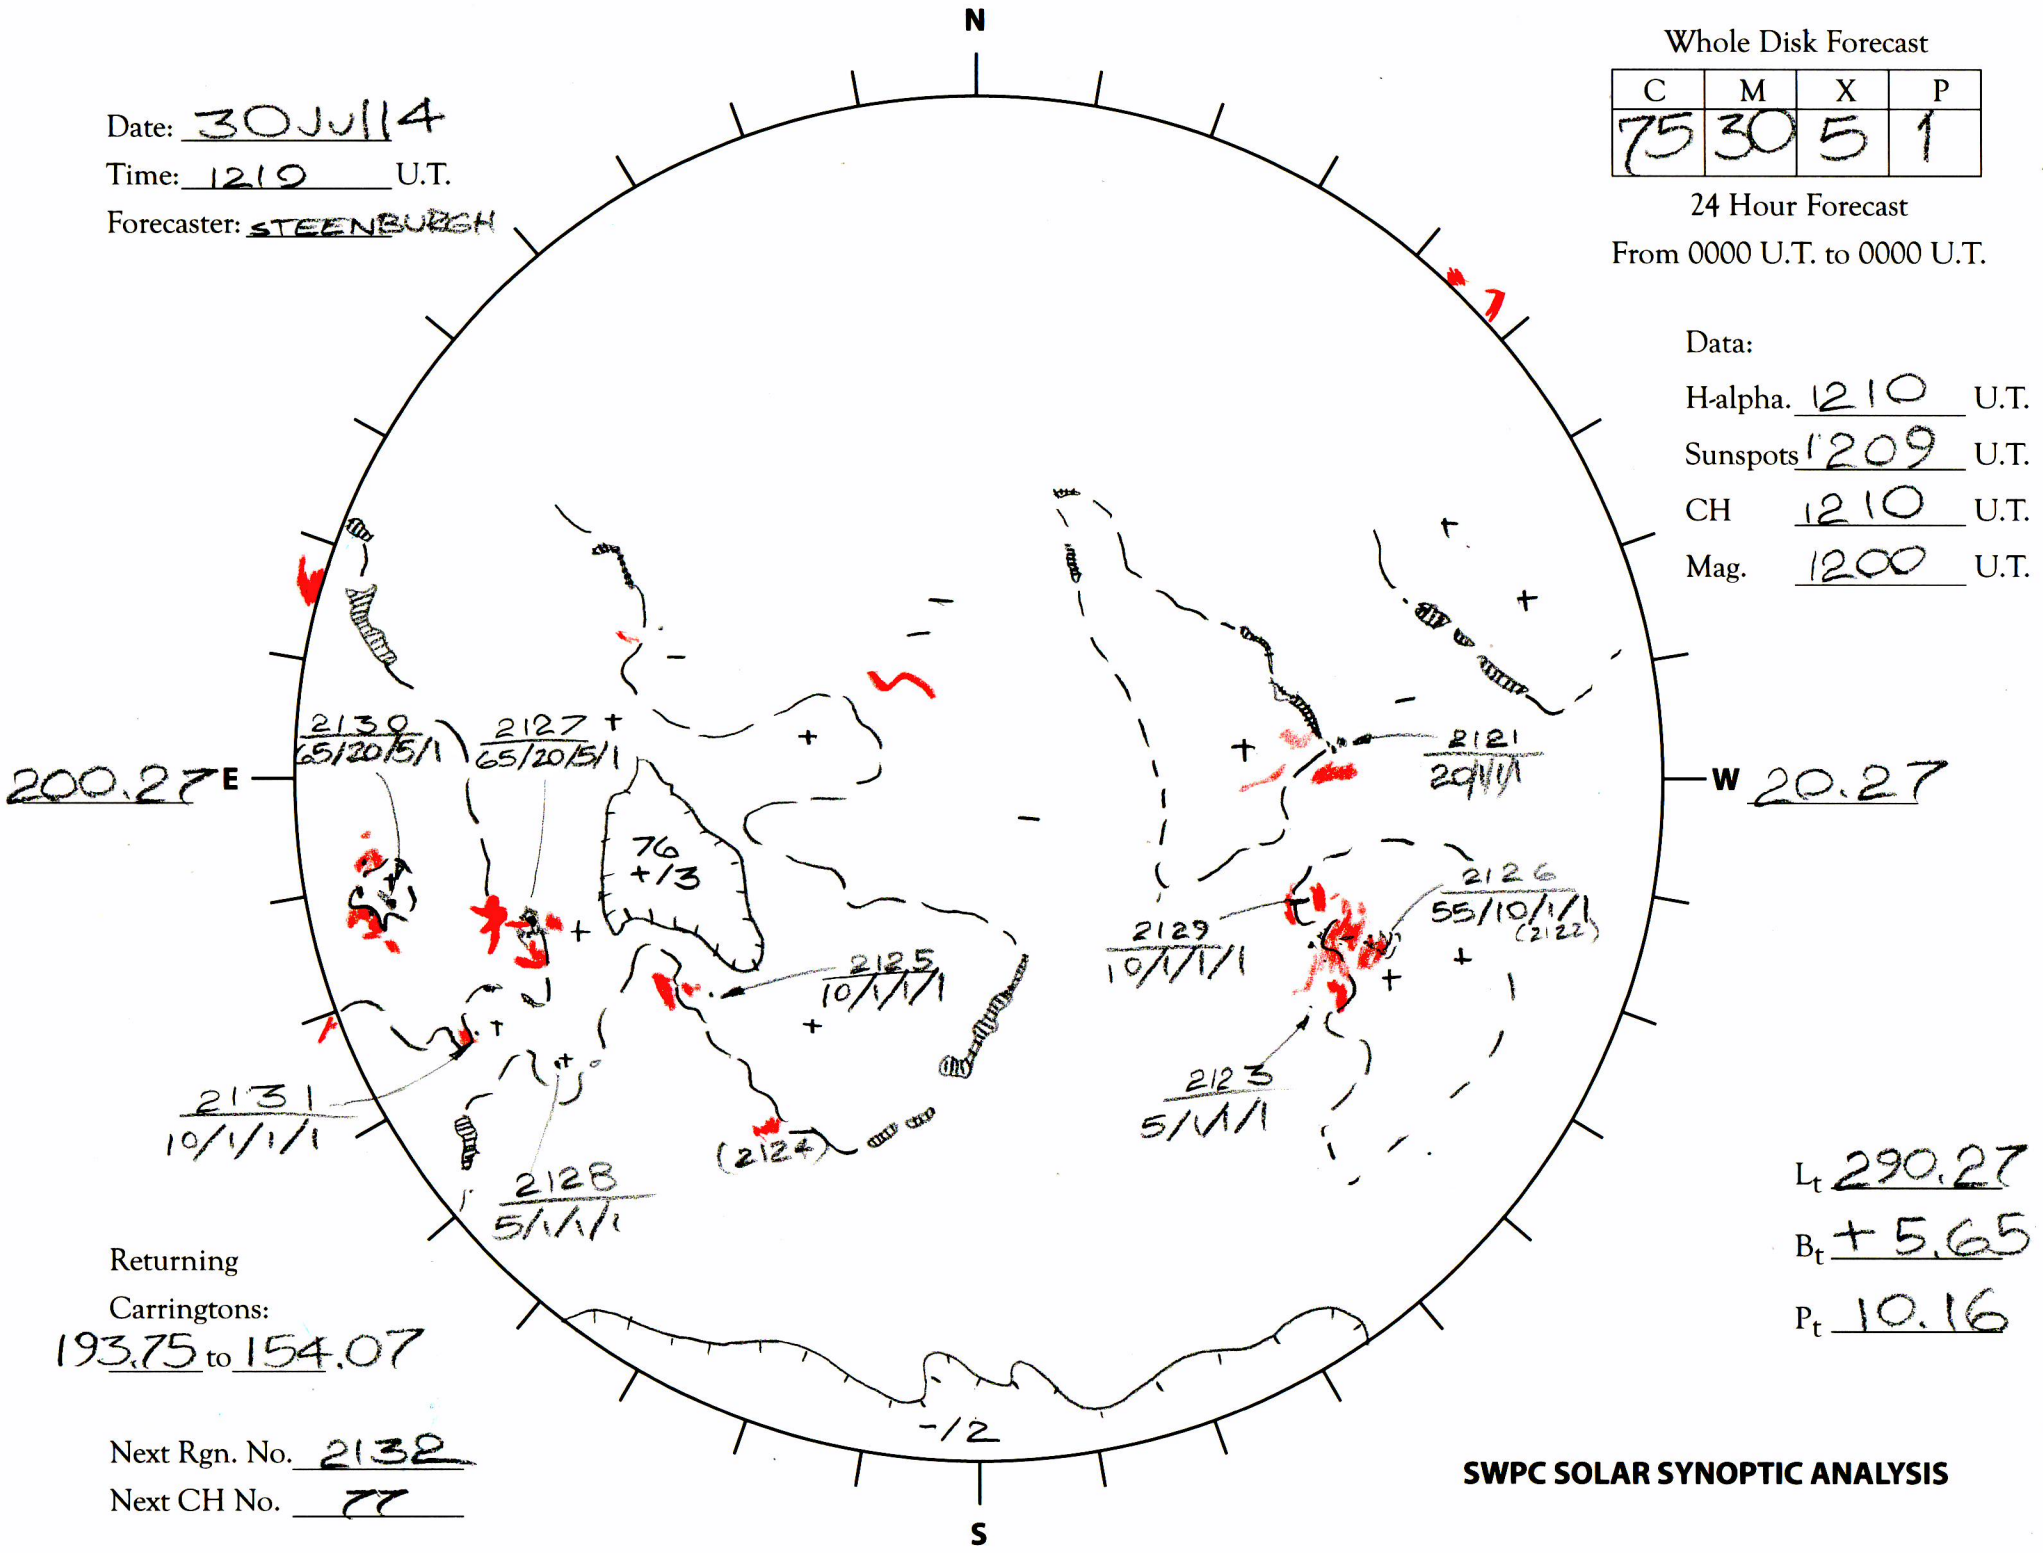 N
Date: 30Jul14
Time: 1210 U.T.
Forecaster: STEENBURGH
Whole Disk Forecast
C M X P
75 30 5 1
24 Hour Forecast
From 0000 U.T. to 0000 U.T.
Data:
H-alpha. 1210 U.T.
Sunspots 1209 U.T.
CH 1210 U.T.
Mag. 1200 U.T.
2130
65/20/5/1
2127
65/20/5/1
2121
20/1/1/1
200.27 E
W 20.27
76
+/3
2126
55/10/1/1
(2122)
2129
10/1/1/1
2125
10/1/1/1
2123
5/1/1/1
2131
10/1/1/1
(2124)
2128
5/1/1/1
Lt 290.27
Bt +5.65
Pt 10.16
Returning
Carringtons:
193.75 to 154.07
-/2
Next Rgn. No. 2132
Next CH No. 77
SWPC SOLAR SYNOPTIC ANALYSIS
S